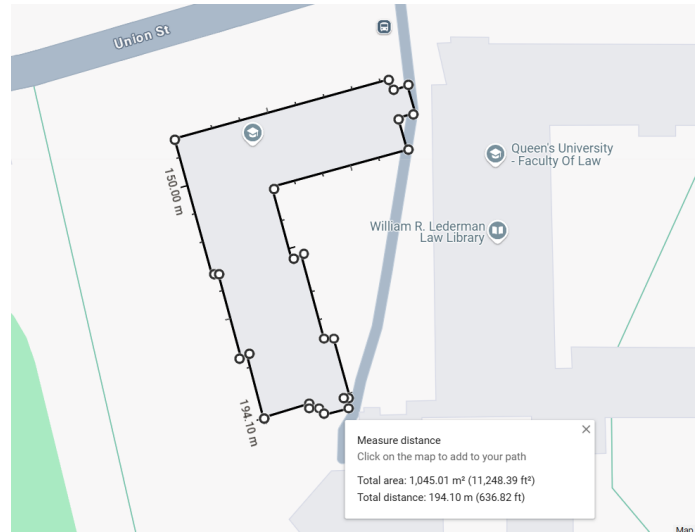 Union St
150.00 m
Queen's University
- Faculty Of Law
William R. Lederman
Law Library
194.10 m
Measure distance
Click on the map to add to your path
Total area: 1,045.01 m² (11,248.39 ft²)
Total distance: 194.10 m (636.82 ft)
Map